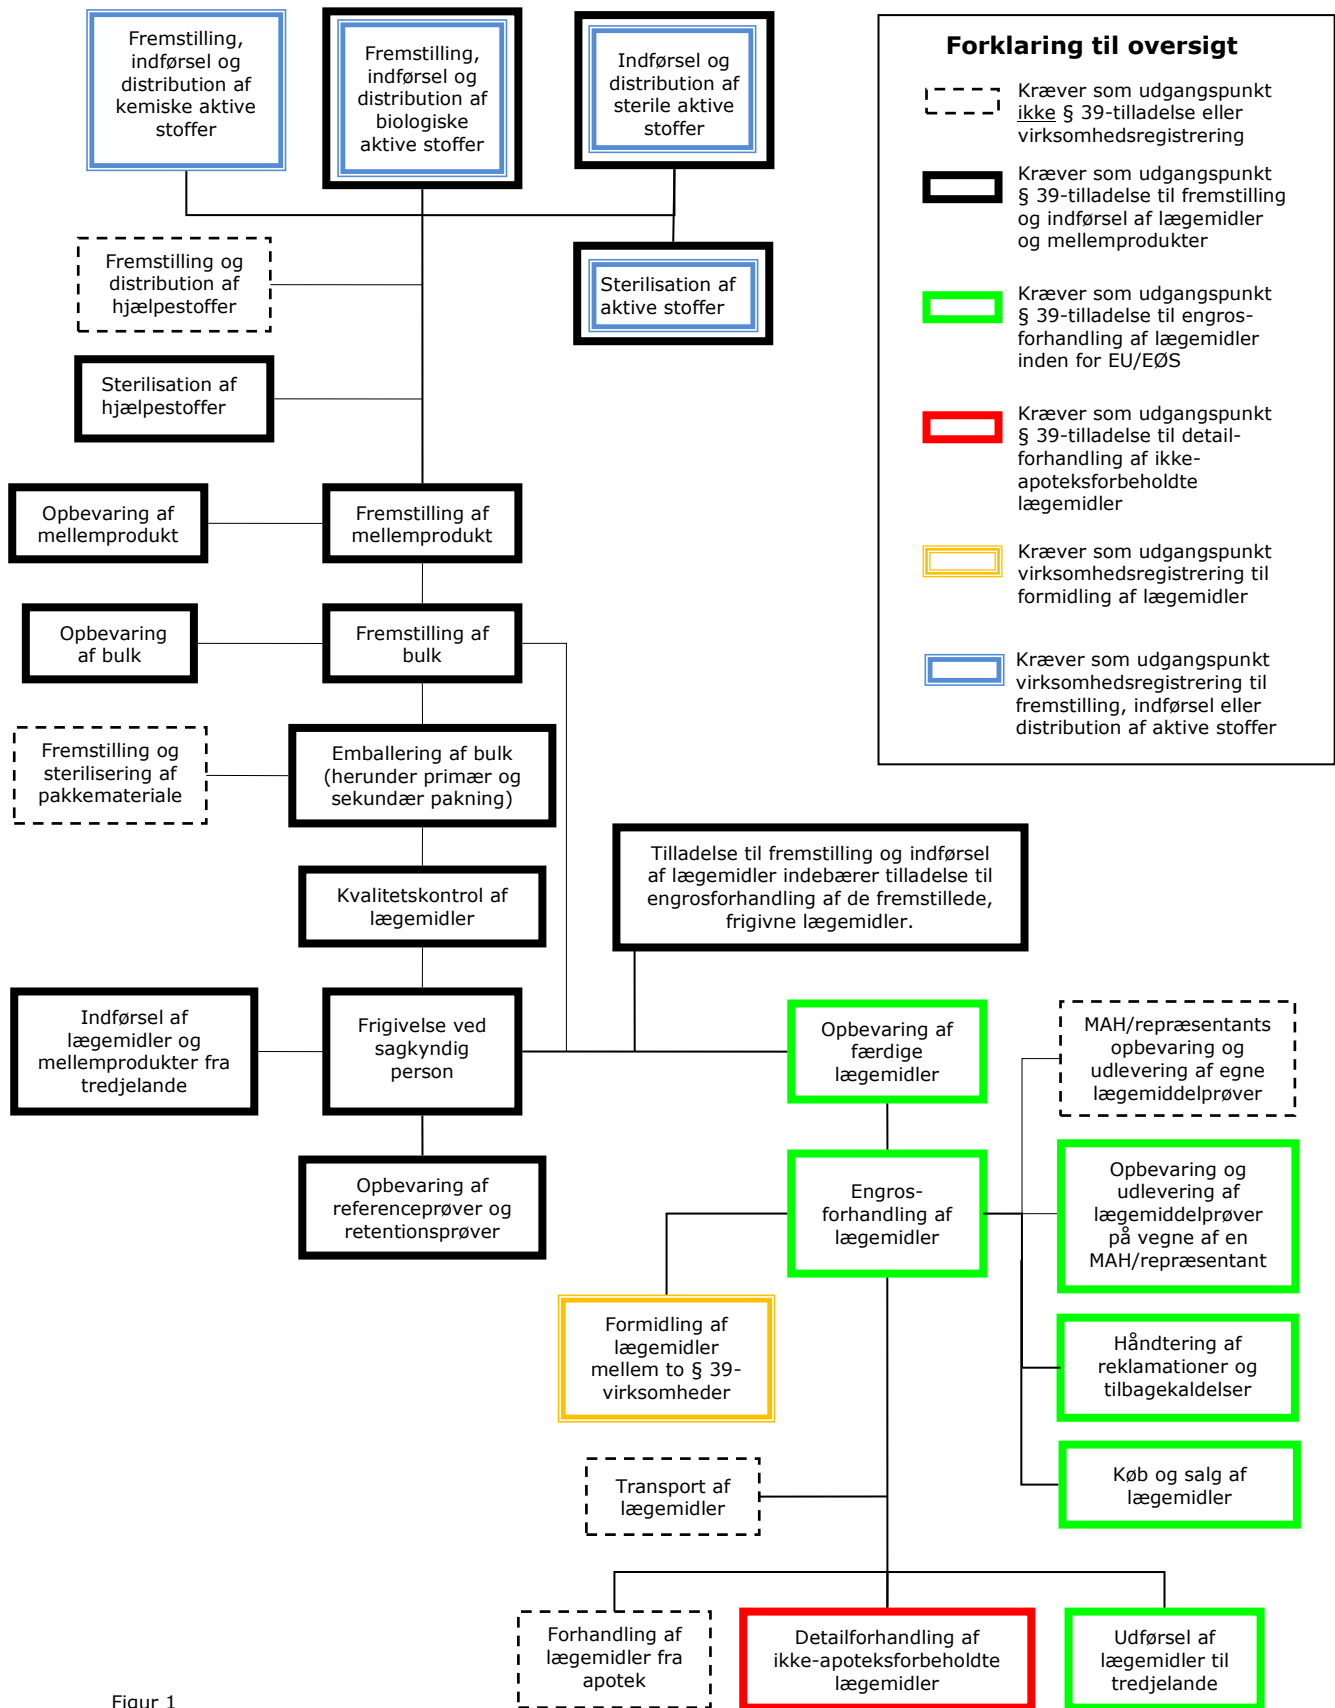 Fremstilling,
indførsel og
distribution af
kemiske aktive
stoffer
Fremstilling,
indførsel og
distribution af
biologiske
aktive stoffer
Indførsel og
distribution af
sterile aktive
stoffer
Fremstilling og
distribution af
hjælpestoffer
Sterilisation af
aktive stoffer
Sterilisation af
hjælpestoffer
Opbevaring af
mellemprodukt
Fremstilling af
mellemprodukt
Opbevaring
af bulk
Fremstilling af
bulk
Fremstilling og
sterilisering af
pakkemateriale
Emballering af bulk
(herunder primær og
sekundær pakning)
Kvalitetskontrol af
lægemidler
Tilladelse til fremstilling og indførsel
af lægemidler indebærer tilladelse til
engrosforhandling af de fremstillede,
frigivne lægemidler.
Indførsel af
lægemidler og
mellemprodukter fra
tredjelande
Frigivelse ved
sagkyndig
person
Opbevaring af
referenceprøver og
retentionsprøver
Opbevaring af
færdige
lægemidler
Engros-
forhandling af
lægemidler
MAH/repræsentants
opbevaring og
udlevering af egne
lægemiddelprøver
Opbevaring og
udlevering af
lægemiddelprøver
på vegne af en
MAH/repræsentant
Håndtering af
reklamationer og
tilbagekaldelser
Køb og salg af
lægemidler
Formidling af
lægemidler
mellem to § 39-
virksomheder
Transport af
lægemidler
Forhandling af
lægemidler fra
apotek
Detailforhandling af
ikke-apoteksforbeholdte
lægemidler
Udførsel af
lægemidler til
tredjelande
Forklaring til oversigt
Kræver som udgangspunkt
ikke § 39-tilladelse eller
virksomhedsregistrering
Kræver som udgangspunkt
§ 39-tilladelse til fremstilling
og indførsel af lægemidler
og mellemprodukter
Kræver som udgangspunkt
§ 39-tilladelse til engros-
forhandling af lægemidler
inden for EU/EØS
Kræver som udgangspunkt
§ 39-tilladelse til detail-
forhandling af ikke-
apoteksforbeholdte
lægemidler
Kræver som udgangspunkt
virksomhedsregistrering til
formidling af lægemidler
Kræver som udgangspunkt
virksomhedsregistrering til
fremstilling, indførsel eller
distribution af aktive stoffer
Figur 1